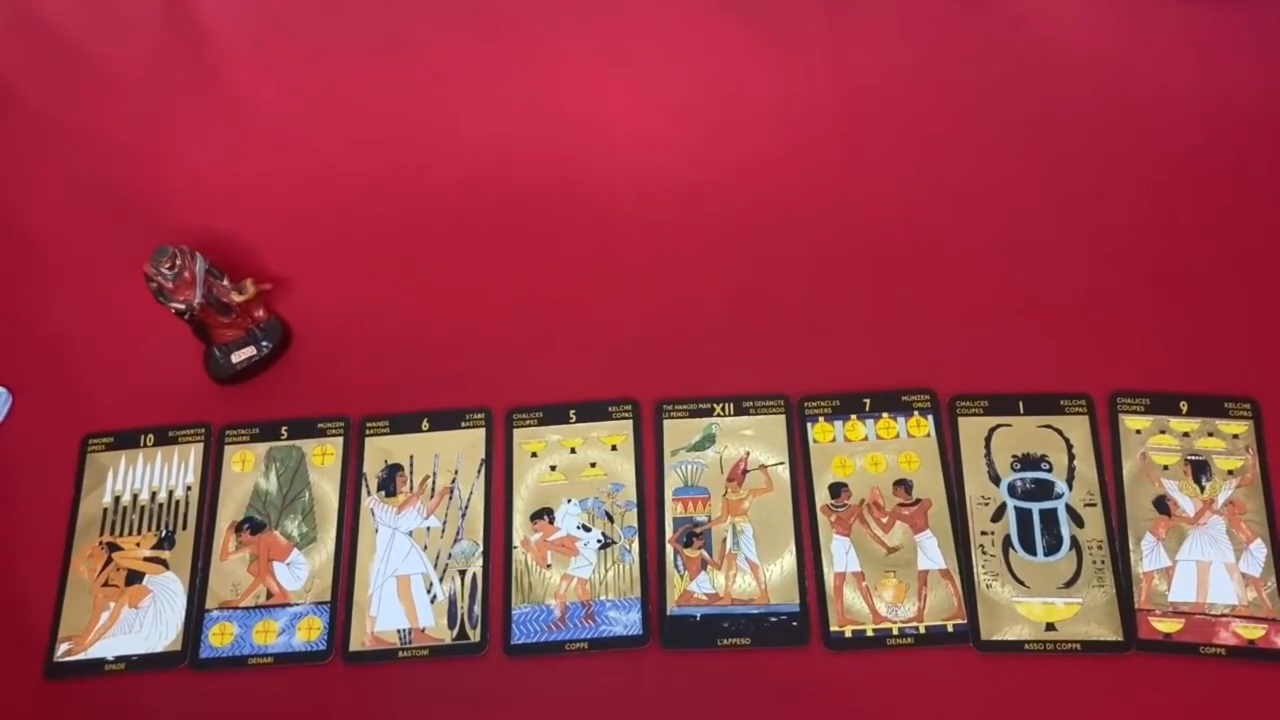 SWORDS 10 SCHWERTER
EPEES ESPADAS
SPADE
PENTACLES 5 MÜNZEN
DENIERS OROS
DENARI
WANDS 6 STÄBE
BATONS BASTOS
BASTONI
CHALICES 5 KELCHE
COUPES COPAS
COPPE
THE HANGED MAN XII DER GEHÄNGTE
LE PENDU EL COLGADO
L'APPESO
PENTACLES 7 MÜNZEN
DENIERS OROS
DENARI
CHALICES 1 KELCHE
COUPES COPAS
ASSO DI COPPE
CHALICES 9 KELCHE
COUPES COPAS
COPPE